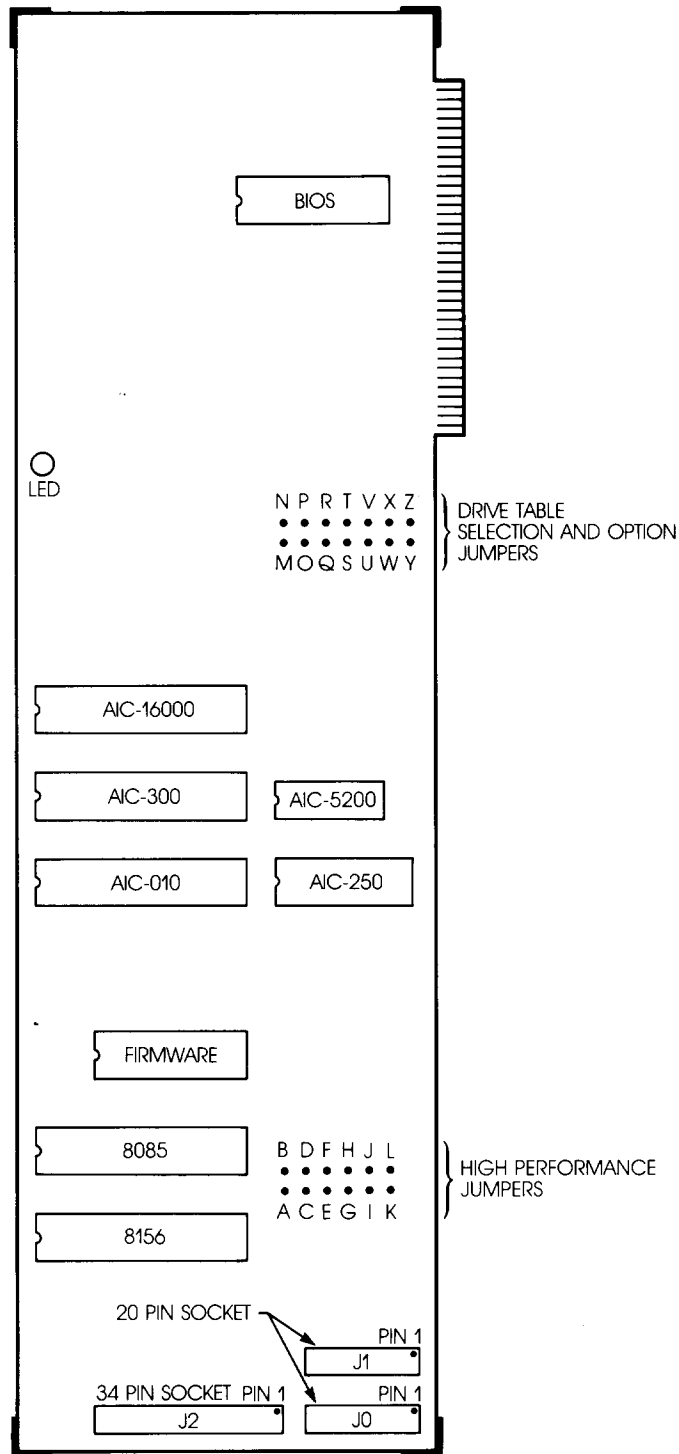 BIOS
LED
N P R T V X Z
M O Q S U W Y
DRIVE TABLE
SELECTION AND OPTION
JUMPERS
AIC-16000
AIC-300
AIC-5200
AIC-010
AIC-250
FIRMWARE
8085
B D F H J L
A C E G I K
HIGH PERFORMANCE
JUMPERS
8156
20 PIN SOCKET
PIN 1
J1
34 PIN SOCKET PIN 1
PIN 1
J2
J0